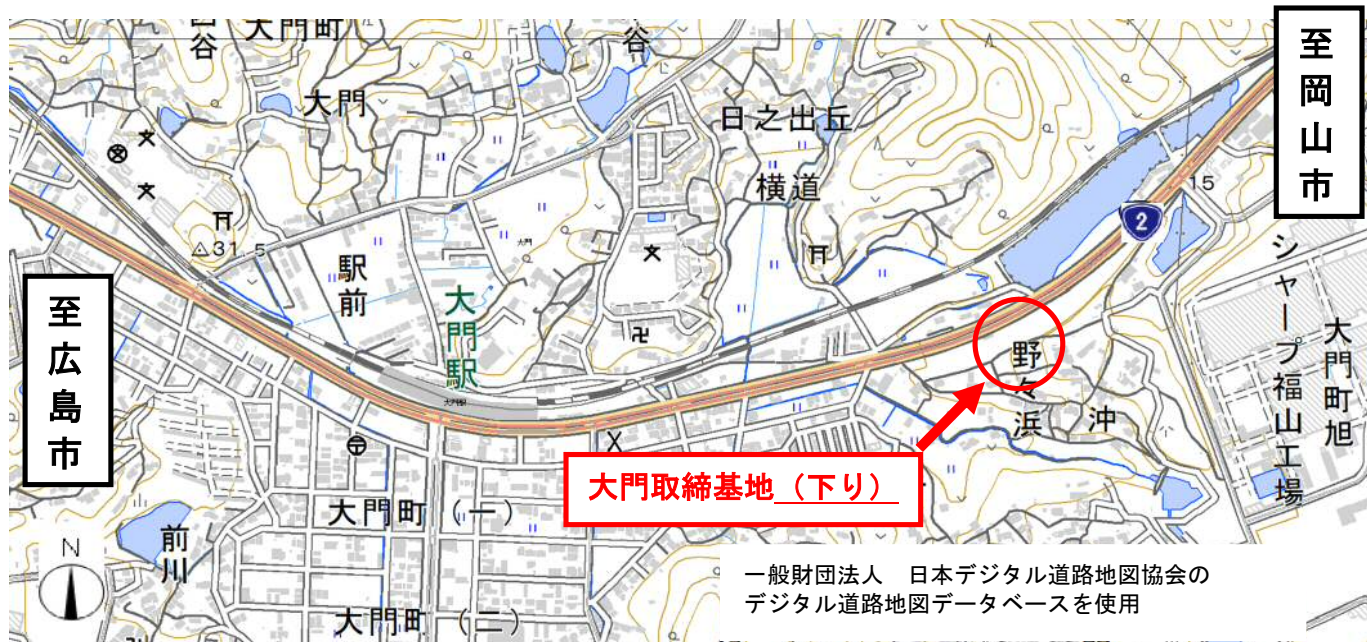 谷
大門町
谷
至岡山市
大門
日之出丘
横道
15
2
31.5
駅前
大門駅
至広島市
シャープ福山工場
大門町旭
野々浜
沖
大門取締基地（下り）
大門町（一）
前川
N
大門町（二）
一般財団法人　日本デジタル道路地図協会の
デジタル道路地図データベースを使用